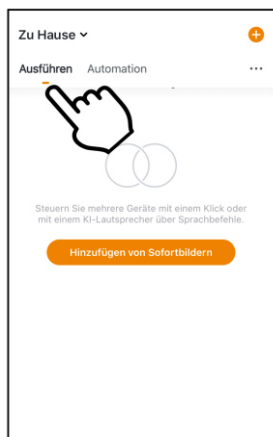 Zu Hause
Ausführen Automation
Steuern Sie mehrere Geräte mit einem Klick oder
mit einem KI-Lautsprecher über Sprachbefehle.
Hinzufügen von Sofortbildern